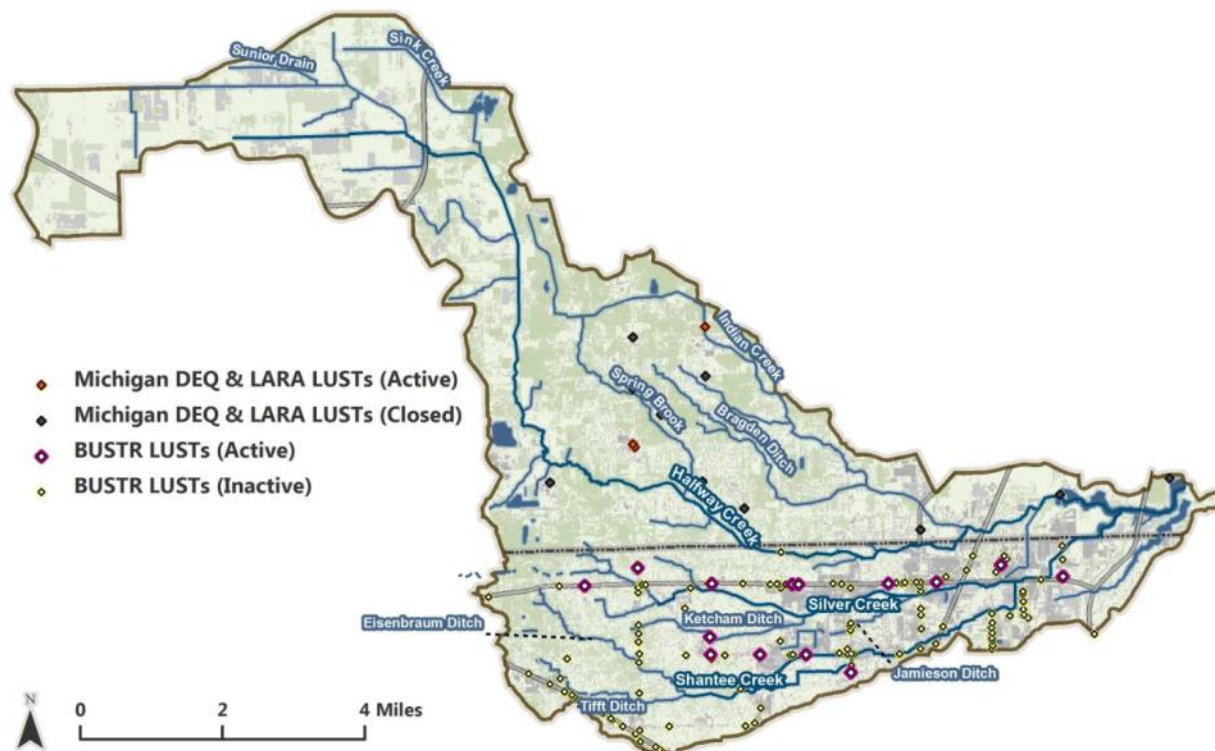 Sunior Drain
Sink Creek
Indian Creek
Spring Brook
Bragden Ditch
Michigan DEQ & LARA LUSTs (Active)
Michigan DEQ & LARA LUSTs (Closed)
BUSTR LUSTs (Active)
BUSTR LUSTs (Inactive)
Halfway Creek
Silver Creek
Eisenbraum Ditch
Ketcham Ditch
Shantee Creek
Jamieson Ditch
Tifft Ditch
N
0 2 4 Miles